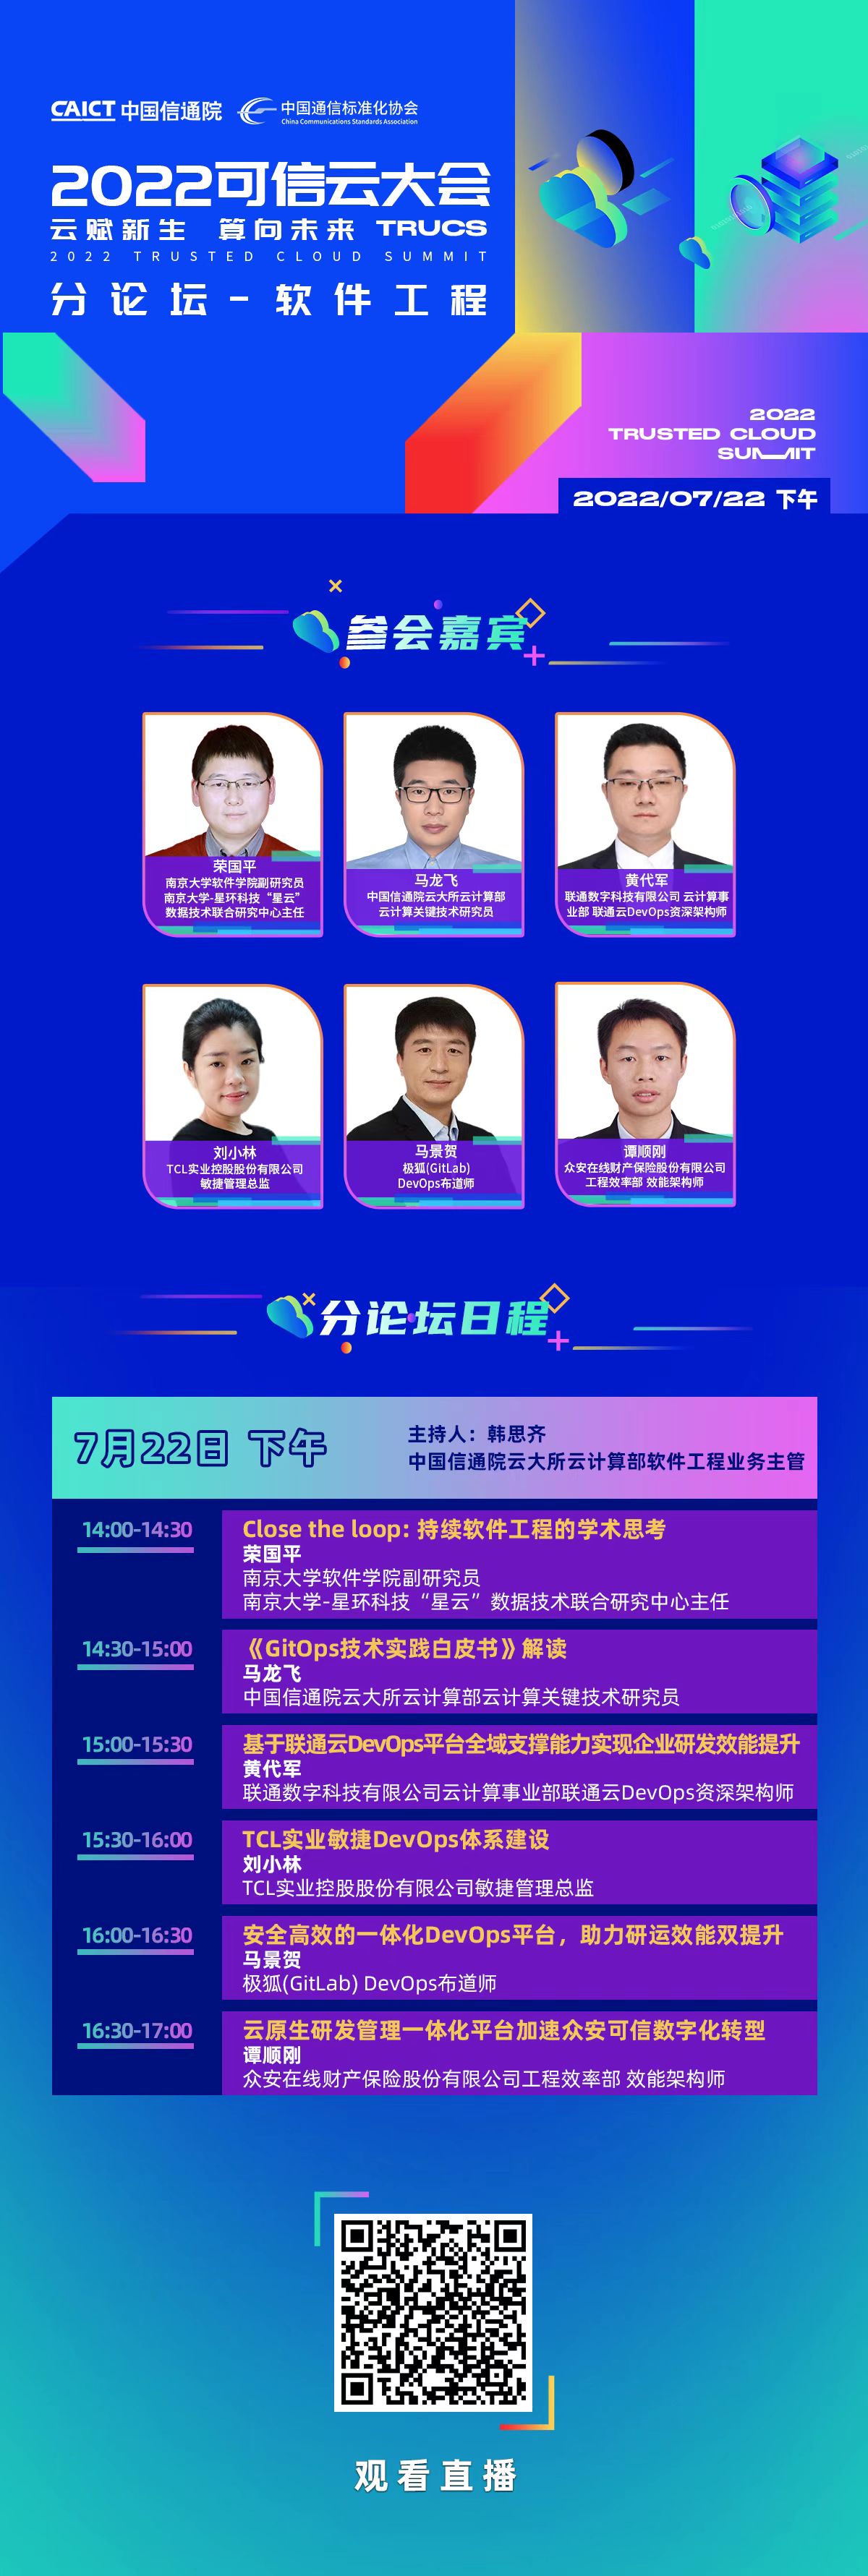 CAICT 中国信通院 中国通信标准化协会
China Communications Standards Association
2022可信云大会
云赋新生 算向未来 TRUCS
2022 TRUSTED CLOUD SUMMIT
分论坛-软件工程
2022
TRUSTED CLOUD
SUMMIT
2022/07/22 下午
参会嘉宾
荣国平
南京大学软件学院副研究员
南京大学-星环科技“星云”
数据技术联合研究中心主任
马龙飞
中国信通院云大所云计算部
云计算关键技术研究员
黄代军
联通数字科技有限公司 云计算事
业部 联通云DevOps资深架构师
刘小林
TCL实业控股股份有限公司
敏捷管理总监
马景贺
极狐(GitLab)
DevOps布道师
谭顺刚
众安在线财产保险股份有限公司
工程效率部 效能架构师
分论坛日程
7月22日 下午
主持人：韩思齐
中国信通院云大所云计算部软件工程业务主管
14:00-14:30
Close the loop: 持续软件工程的学术思考
荣国平
南京大学软件学院副研究员
南京大学-星环科技“星云”数据技术联合研究中心主任
14:30-15:00
《GitOps技术实践白皮书》解读
马龙飞
中国信通院云大所云计算部云计算关键技术研究员
15:00-15:30
基于联通云DevOps平台全域支撑能力实现企业研发效能提升
黄代军
联通数字科技有限公司云计算事业部联通云DevOps资深架构师
15:30-16:00
TCL实业敏捷DevOps体系建设
刘小林
TCL实业控股股份有限公司敏捷管理总监
16:00-16:30
安全高效的一体化DevOps平台，助力研运效能双提升
马景贺
极狐(GitLab) DevOps布道师
16:30-17:00
云原生研发管理一体化平台加速众安可信数字化转型
谭顺刚
众安在线财产保险股份有限公司工程效率部 效能架构师
观看直播